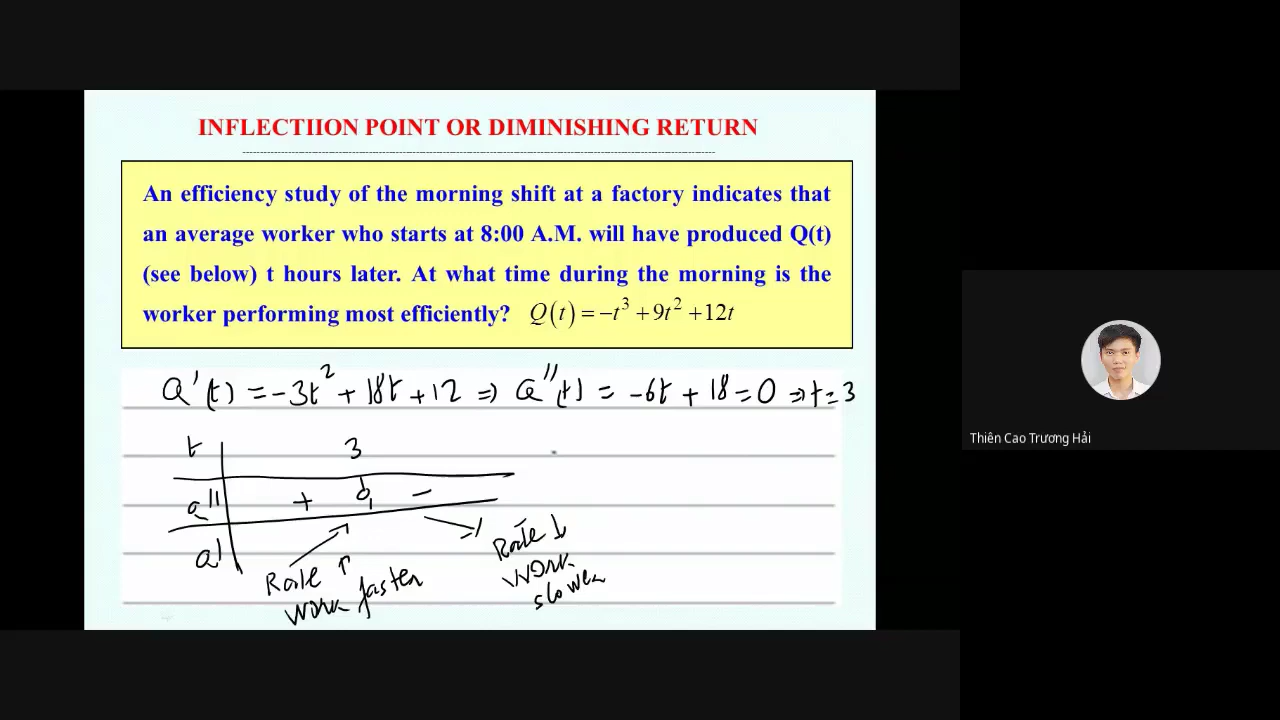 INFLECTIION POINT OR DIMINISHING RETURN
An efficiency study of the morning shift at a factory indicates that
an average worker who starts at 8:00 A.M. will have produced Q(t)
(see below) t hours later. At what time during the morning is the
worker performing most efficiently? Q(t) = −t³ + 9t² + 12t
Q'(t) = -3t² + 18t + 12 => Q''(t) = -6t + 18 = 0 => t = 3
t 3
Q'' + 0 −
Q'
Rate ↑
work faster
Rate ↓
work
slower
Thiên Cao Trương Hải